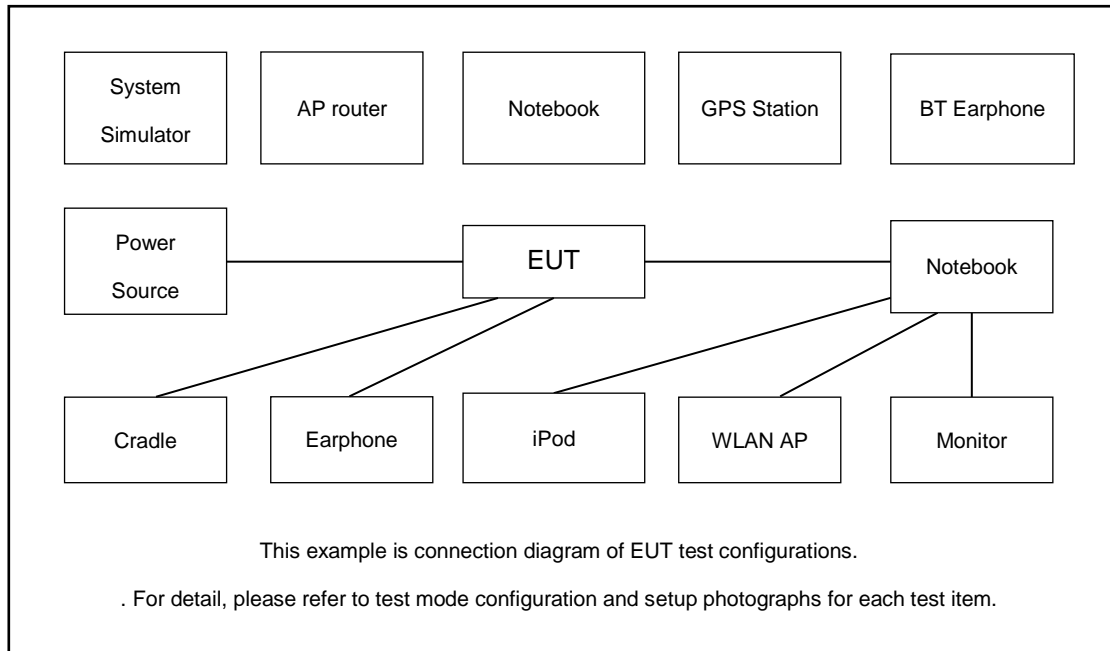 System
Simulator
AP router
Notebook
GPS Station
BT Earphone
Power
Source
EUT
Notebook
Cradle
Earphone
iPod
WLAN AP
Monitor
This example is connection diagram of EUT test configurations.
. For detail, please refer to test mode configuration and setup photographs for each test item.